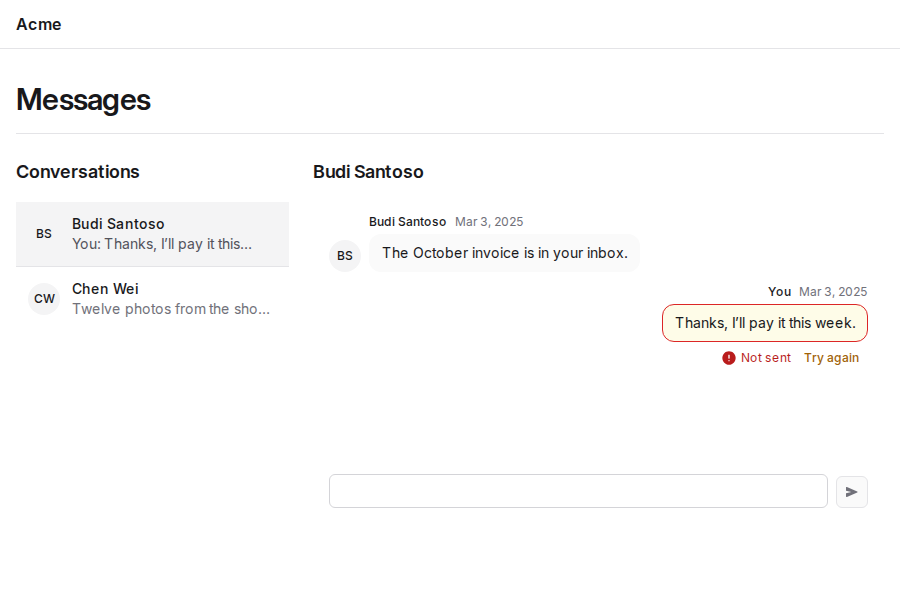 Acme
Messages
Conversations
BS
Budi Santoso
You: Thanks, I’ll pay it this…
CW
Chen Wei
Twelve photos from the sho…
Budi Santoso
Budi Santoso Mar 3, 2025
BS
The October invoice is in your inbox.
You Mar 3, 2025
Thanks, I’ll pay it this week.
Not sent Try again